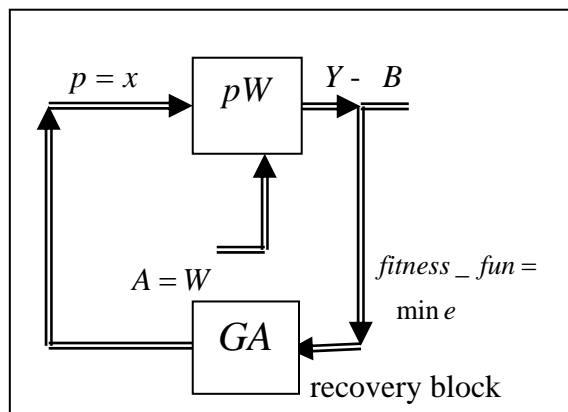 p = x
pW
Y - B
A = W
fitness _ fun =
min e
GA
recovery block